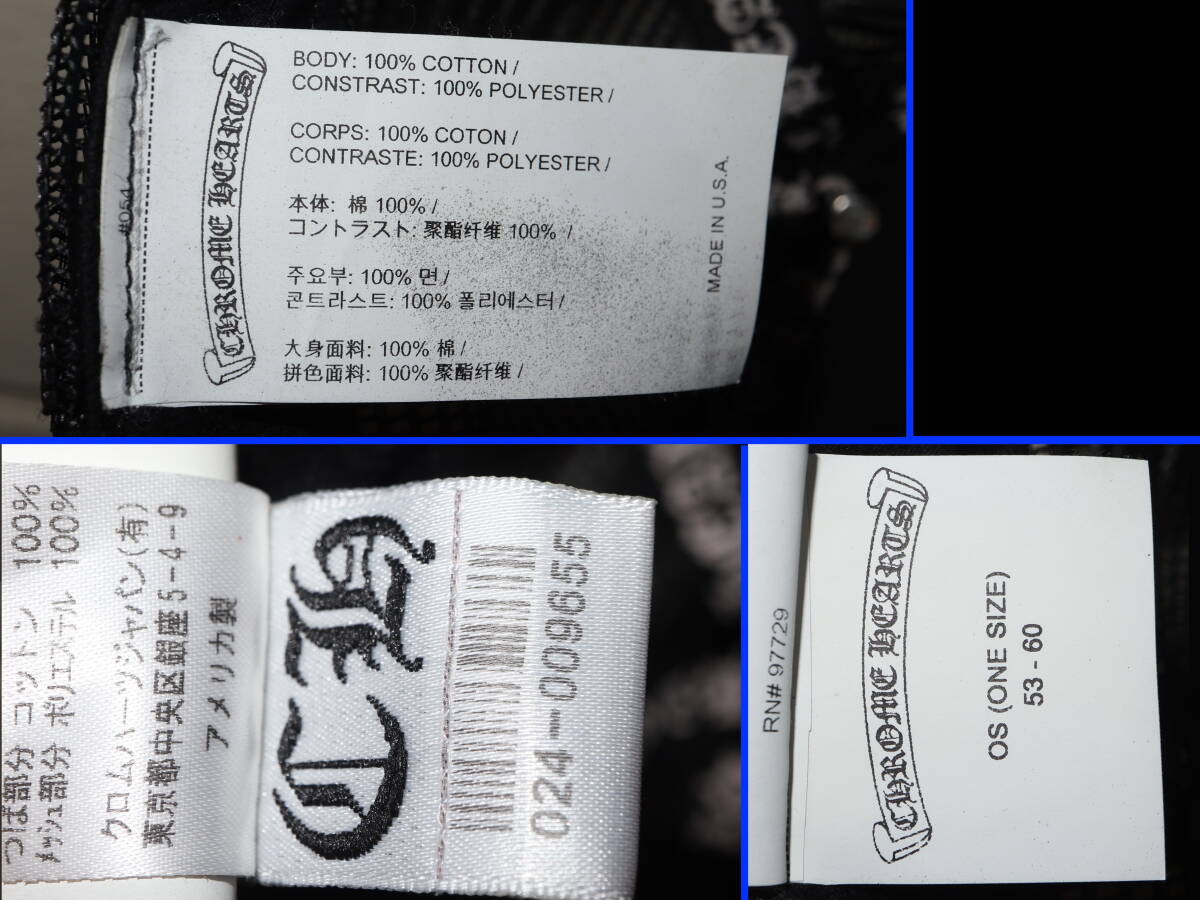 CHROME HEARTS
#054
BODY: 100% COTTON /
CONSTRAST: 100% POLYESTER /
CORPS: 100% COTON /
CONTRASTE: 100% POLYESTER /
本体: 棉 100% /
コントラスト: 聚酯纤维 100% /
주요부: 100% 면 /
콘트라스트: 100% 폴리에스터 /
大身面料: 100% 棉 /
拼色面料: 100% 聚酯纤维 /
MADE IN U.S.A.
つば部分 コットン 100%
メッシュ部分 ポリエステル 100%
クロムハーツジャパン(有)
東京都中央区銀座5-4-9
アメリカ製
CH
024-009655
RN# 97729
CHROME HEARTS
OS (ONE SIZE)
53 - 60